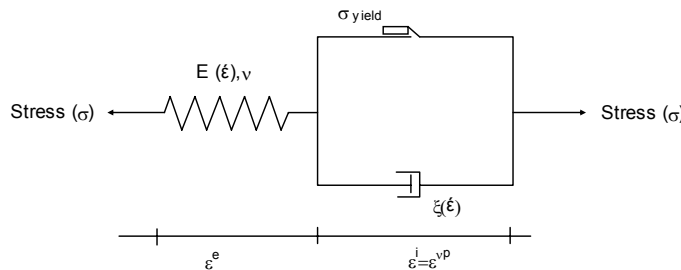 σ yield
E (έ),ν
Stress (σ)
Stress (σ)
ξ(έ)
ε^e
ε^i=ε^vp